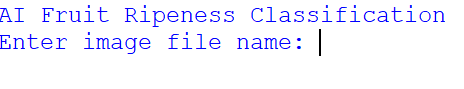 AI Fruit Ripeness Classification
Enter image file name: